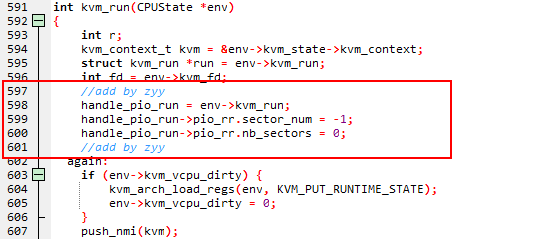 591 int kvm_run(CPUState *env)
592 {
593 int r;
594 kvm_context_t kvm = &env->kvm_state->kvm_context;
595 struct kvm_run *run = env->kvm_run;
596 int fd = env->kvm_fd;
597 //add by zyy
598 handle_pio_run = env->kvm_run;
599 handle_pio_run->pio_rr.sector_num = -1;
600 handle_pio_run->pio_rr.nb_sectors = 0;
601 //add by zyy
602 again:
603 if (env->kvm_vcpu_dirty) {
604 kvm_arch_load_regs(env, KVM_PUT_RUNTIME_STATE);
605 env->kvm_vcpu_dirty = 0;
606 }
607 push_nmi(kvm);